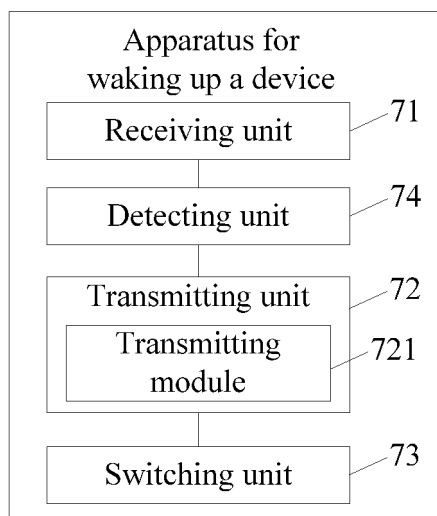 Apparatus for
waking up a device
Receiving unit
71
Detecting unit
74
Transmitting unit
72
Transmitting
module
721
Switching unit
73